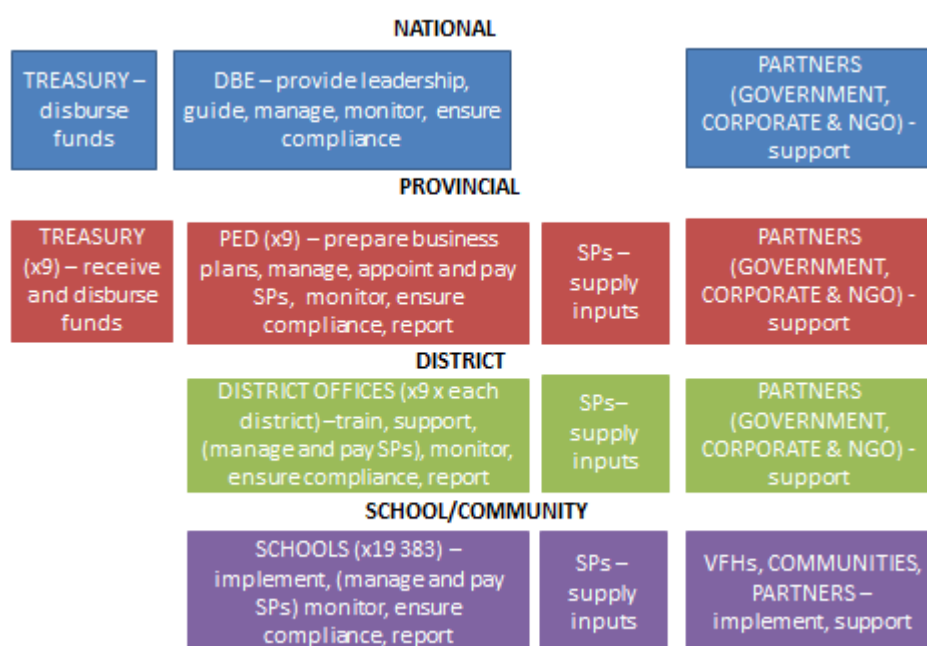 NATIONAL
TREASURY –
disburse
funds
DBE – provide leadership,
guide, manage, monitor, ensure
compliance
PARTNERS
(GOVERNMENT,
CORPORATE & NGO) -
support
PROVINCIAL
TREASURY
(x9) – receive
and disburse
funds
PED (x9) – prepare business
plans, manage, appoint and pay
SPs, monitor, ensure
compliance, report
SPs –
supply
inputs
PARTNERS
(GOVERNMENT,
CORPORATE & NGO) -
support
DISTRICT
DISTRICT OFFICES (x9 x each
district) –train, support,
(manage and pay SPs), monitor,
ensure compliance, report
SPs–
supply
inputs
PARTNERS
(GOVERNMENT,
CORPORATE & NGO) -
support
SCHOOL/COMMUNITY
SCHOOLS (x19 383) –
implement, (manage and pay
SPs) monitor, ensure
compliance, report
SPs –
supply
inputs
VFHs, COMMUNITIES,
PARTNERS –
implement, support